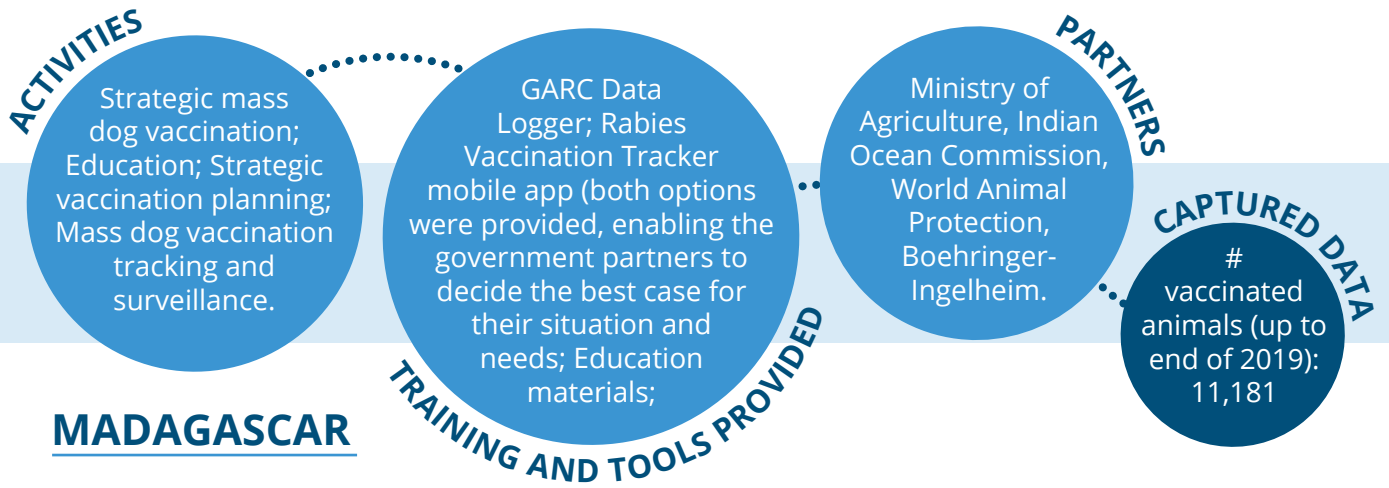 ACTIVITIES
Strategic mass
dog vaccination;
Education; Strategic
vaccination planning;
Mass dog vaccination
tracking and
surveillance.
GARC Data
Logger; Rabies
Vaccination Tracker
mobile app (both options
were provided, enabling the
government partners to
decide the best case for
their situation and
needs; Education
materials;
TRAINING AND TOOLS PROVIDED
PARTNERS
Ministry of
Agriculture, Indian
Ocean Commission,
World Animal
Protection,
Boehringer-
Ingelheim.
CAPTURED DATA
#
vaccinated
animals (up to
end of 2019):
11,181
MADAGASCAR